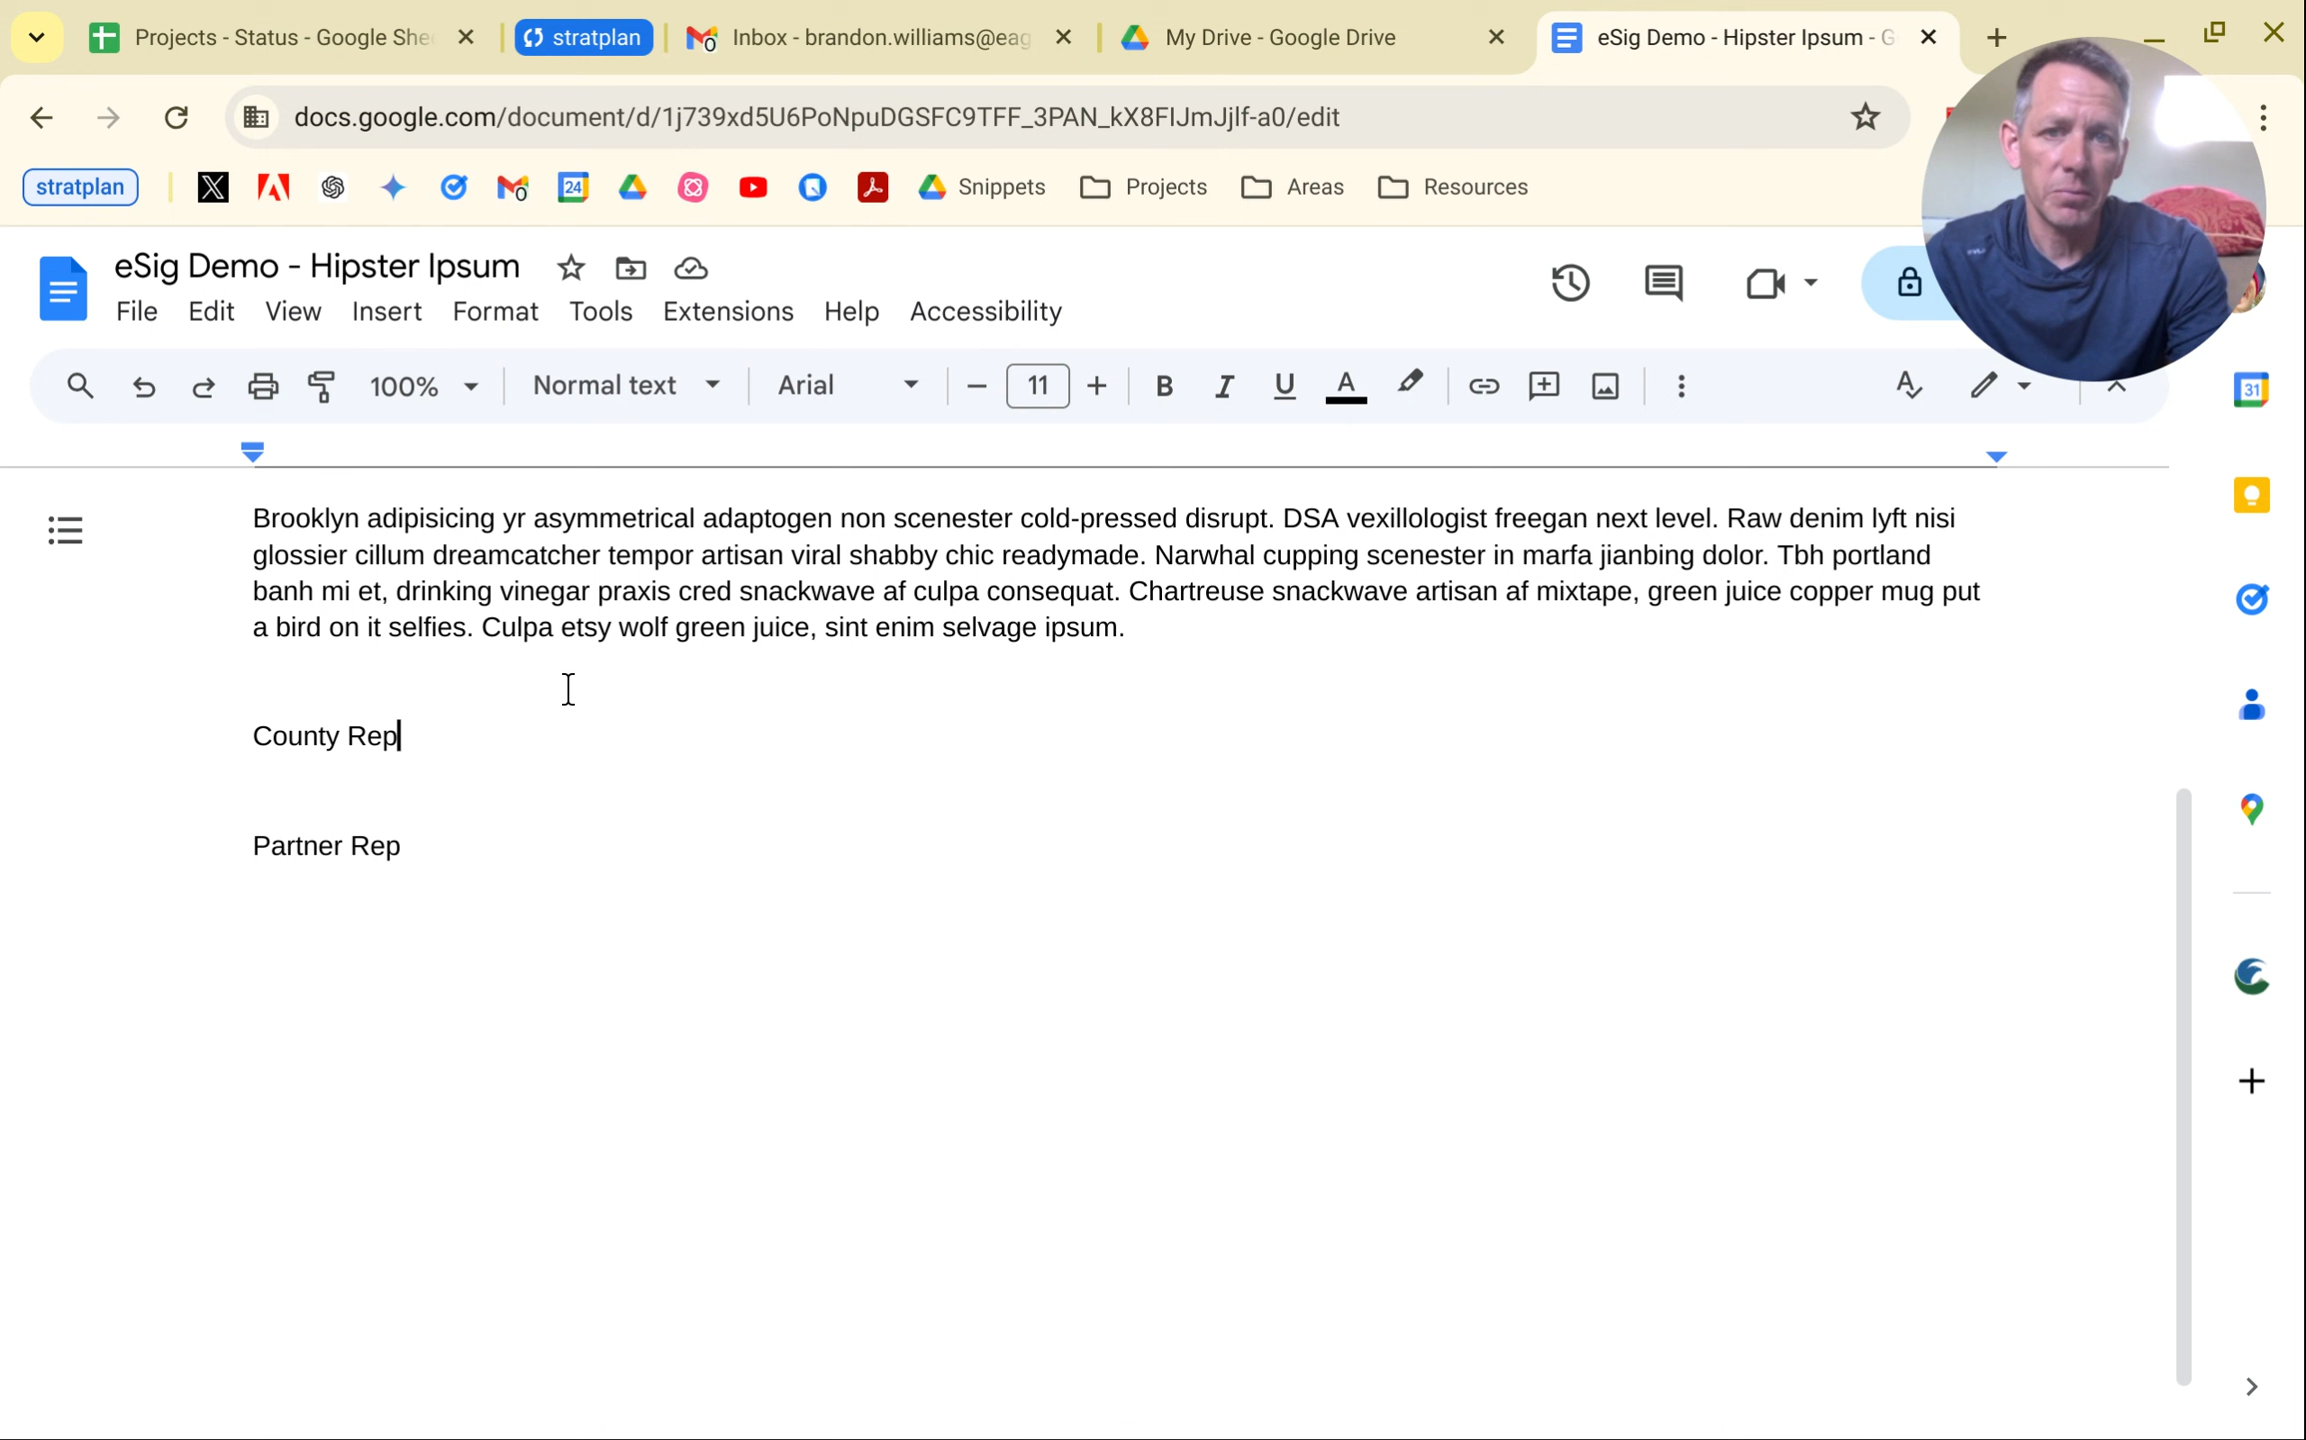 Projects - Status - Google She
stratplan
Inbox - brandon.williams@eag
My Drive - Google Drive
eSig Demo - Hipster Ipsum - G
docs.google.com/document/d/1j739xd5U6PoNpuDGSFC9TFF_3PAN_kX8FIJmJjlf-a0/edit
stratplan
24
Snippets
Projects
Areas
Resources
eSig Demo - Hipster Ipsum
File Edit View Insert Format Tools Extensions Help Accessibility
100%
Normal text
Arial
11
B I U A
31
Brooklyn adipisicing yr asymmetrical adaptogen non scenester cold-pressed disrupt. DSA vexillologist freegan next level. Raw denim lyft nisi
glossier cillum dreamcatcher tempor artisan viral shabby chic readymade. Narwhal cupping scenester in marfa jianbing dolor. Tbh portland
banh mi et, drinking vinegar praxis cred snackwave af culpa consequat. Chartreuse snackwave artisan af mixtape, green juice copper mug put
a bird on it selfies. Culpa etsy wolf green juice, sint enim selvage ipsum.
County Rep
Partner Rep